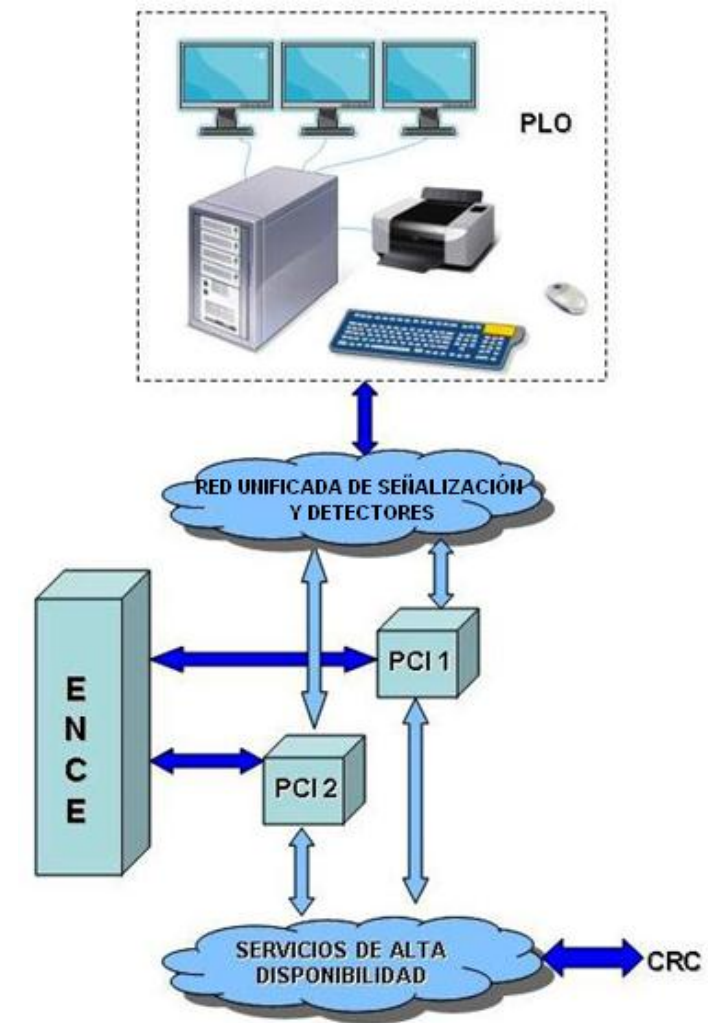 PLO
RED UNIFICADA DE SEÑALIZACIÓN
Y DETECTORES
PCI 1
E
N
C
E
PCI 2
SERVICIOS DE ALTA
DISPONIBILIDAD
CRC